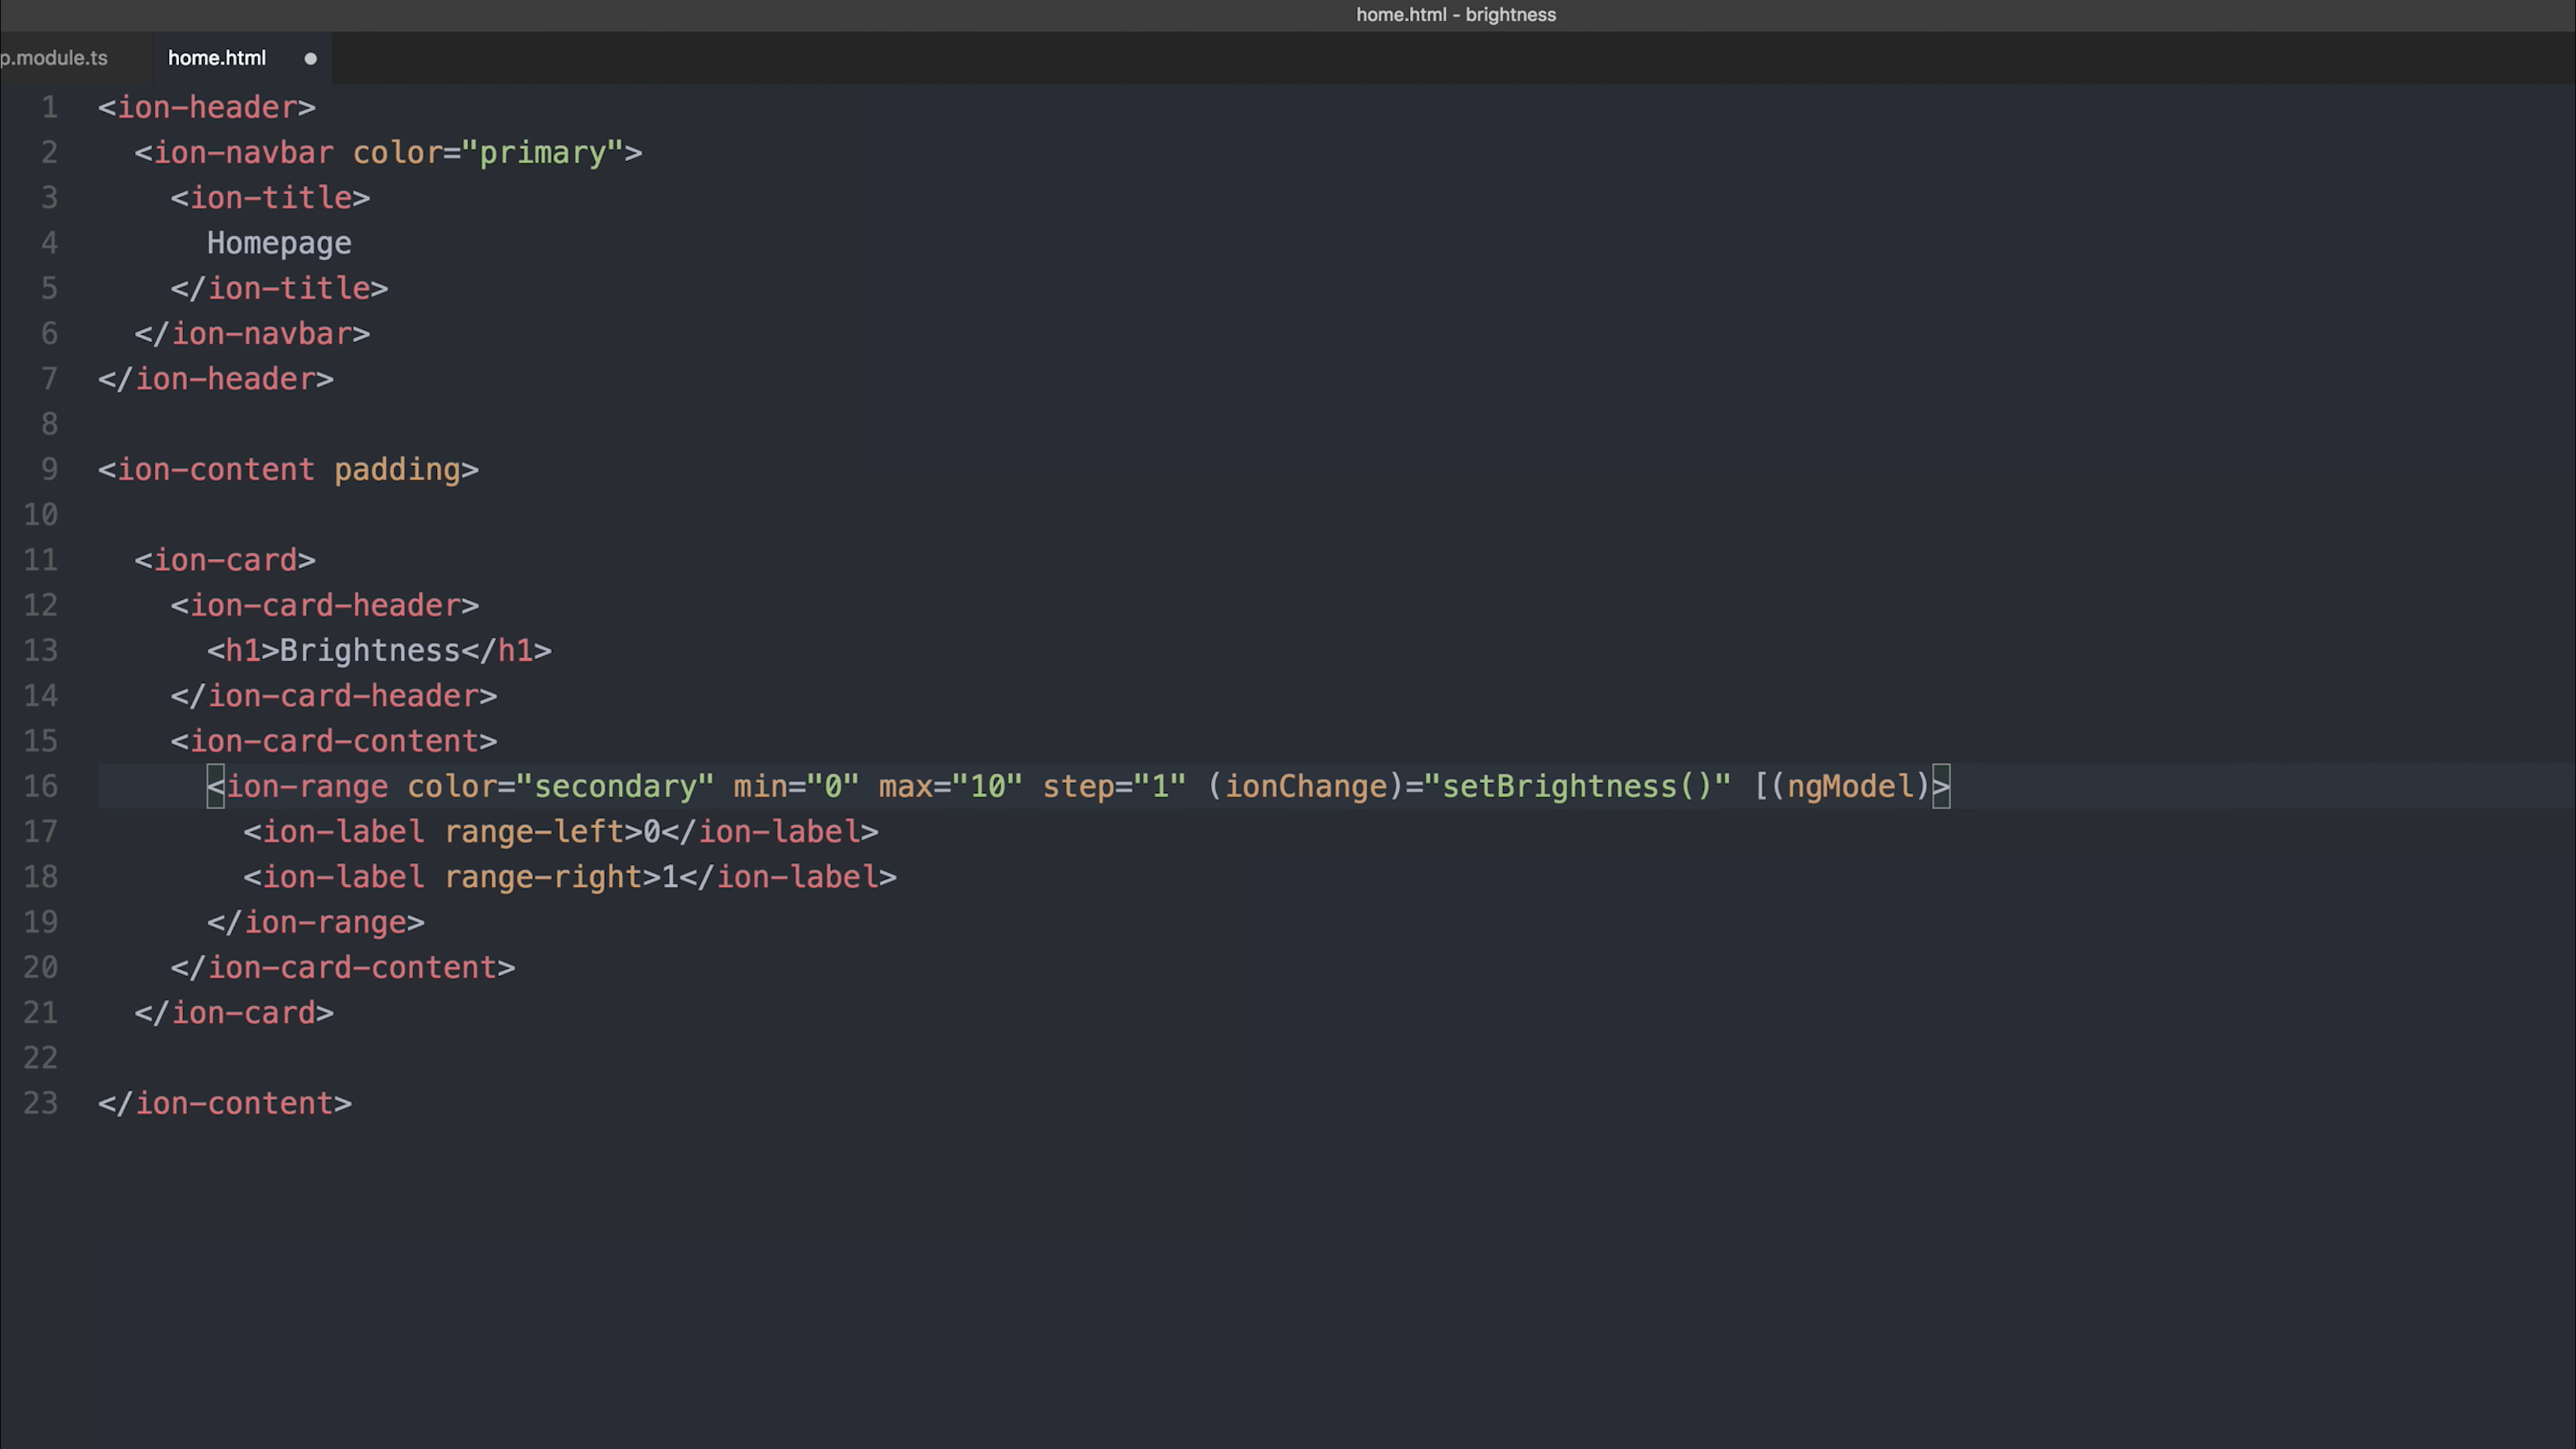 home.html - brightness
p.module.ts home.html
1 <ion-header>
2 <ion-navbar color="primary">
3 <ion-title>
4 Homepage
5 </ion-title>
6 </ion-navbar>
7 </ion-header>
8
9 <ion-content padding>
10
11 <ion-card>
12 <ion-card-header>
13 <h1>Brightness</h1>
14 </ion-card-header>
15 <ion-card-content>
16 <ion-range color="secondary" min="0" max="10" step="1" (ionChange)="setBrightness()" [(ngModel)>
17 <ion-label range-left>0</ion-label>
18 <ion-label range-right>1</ion-label>
19 </ion-range>
20 </ion-card-content>
21 </ion-card>
22
23 </ion-content>